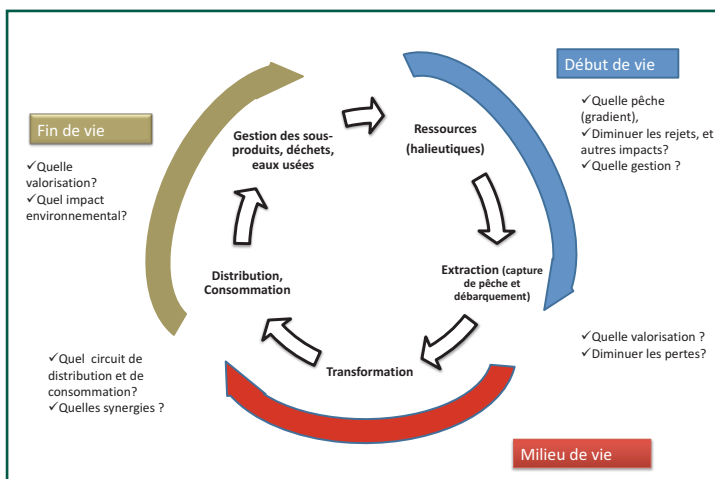 Début de vie
✓Quelle pêche
(gradient),
✓Diminuer les rejets, et
autres impacts?
✓Quelle gestion ?
Fin de vie
✓Quelle
valorisation?
✓Quel impact
environnemental?
Gestion des sous-
produits, déchets,
eaux usées
Ressources
(halieutiques)
Distribution,
Consommation
Extraction (capture
de pêche et
débarquement)
Transformation
✓Quelle valorisation ?
✓Diminuer les pertes?
✓Quel circuit de
distribution et de
consommation?
✓Quelles synergies ?
Milieu de vie